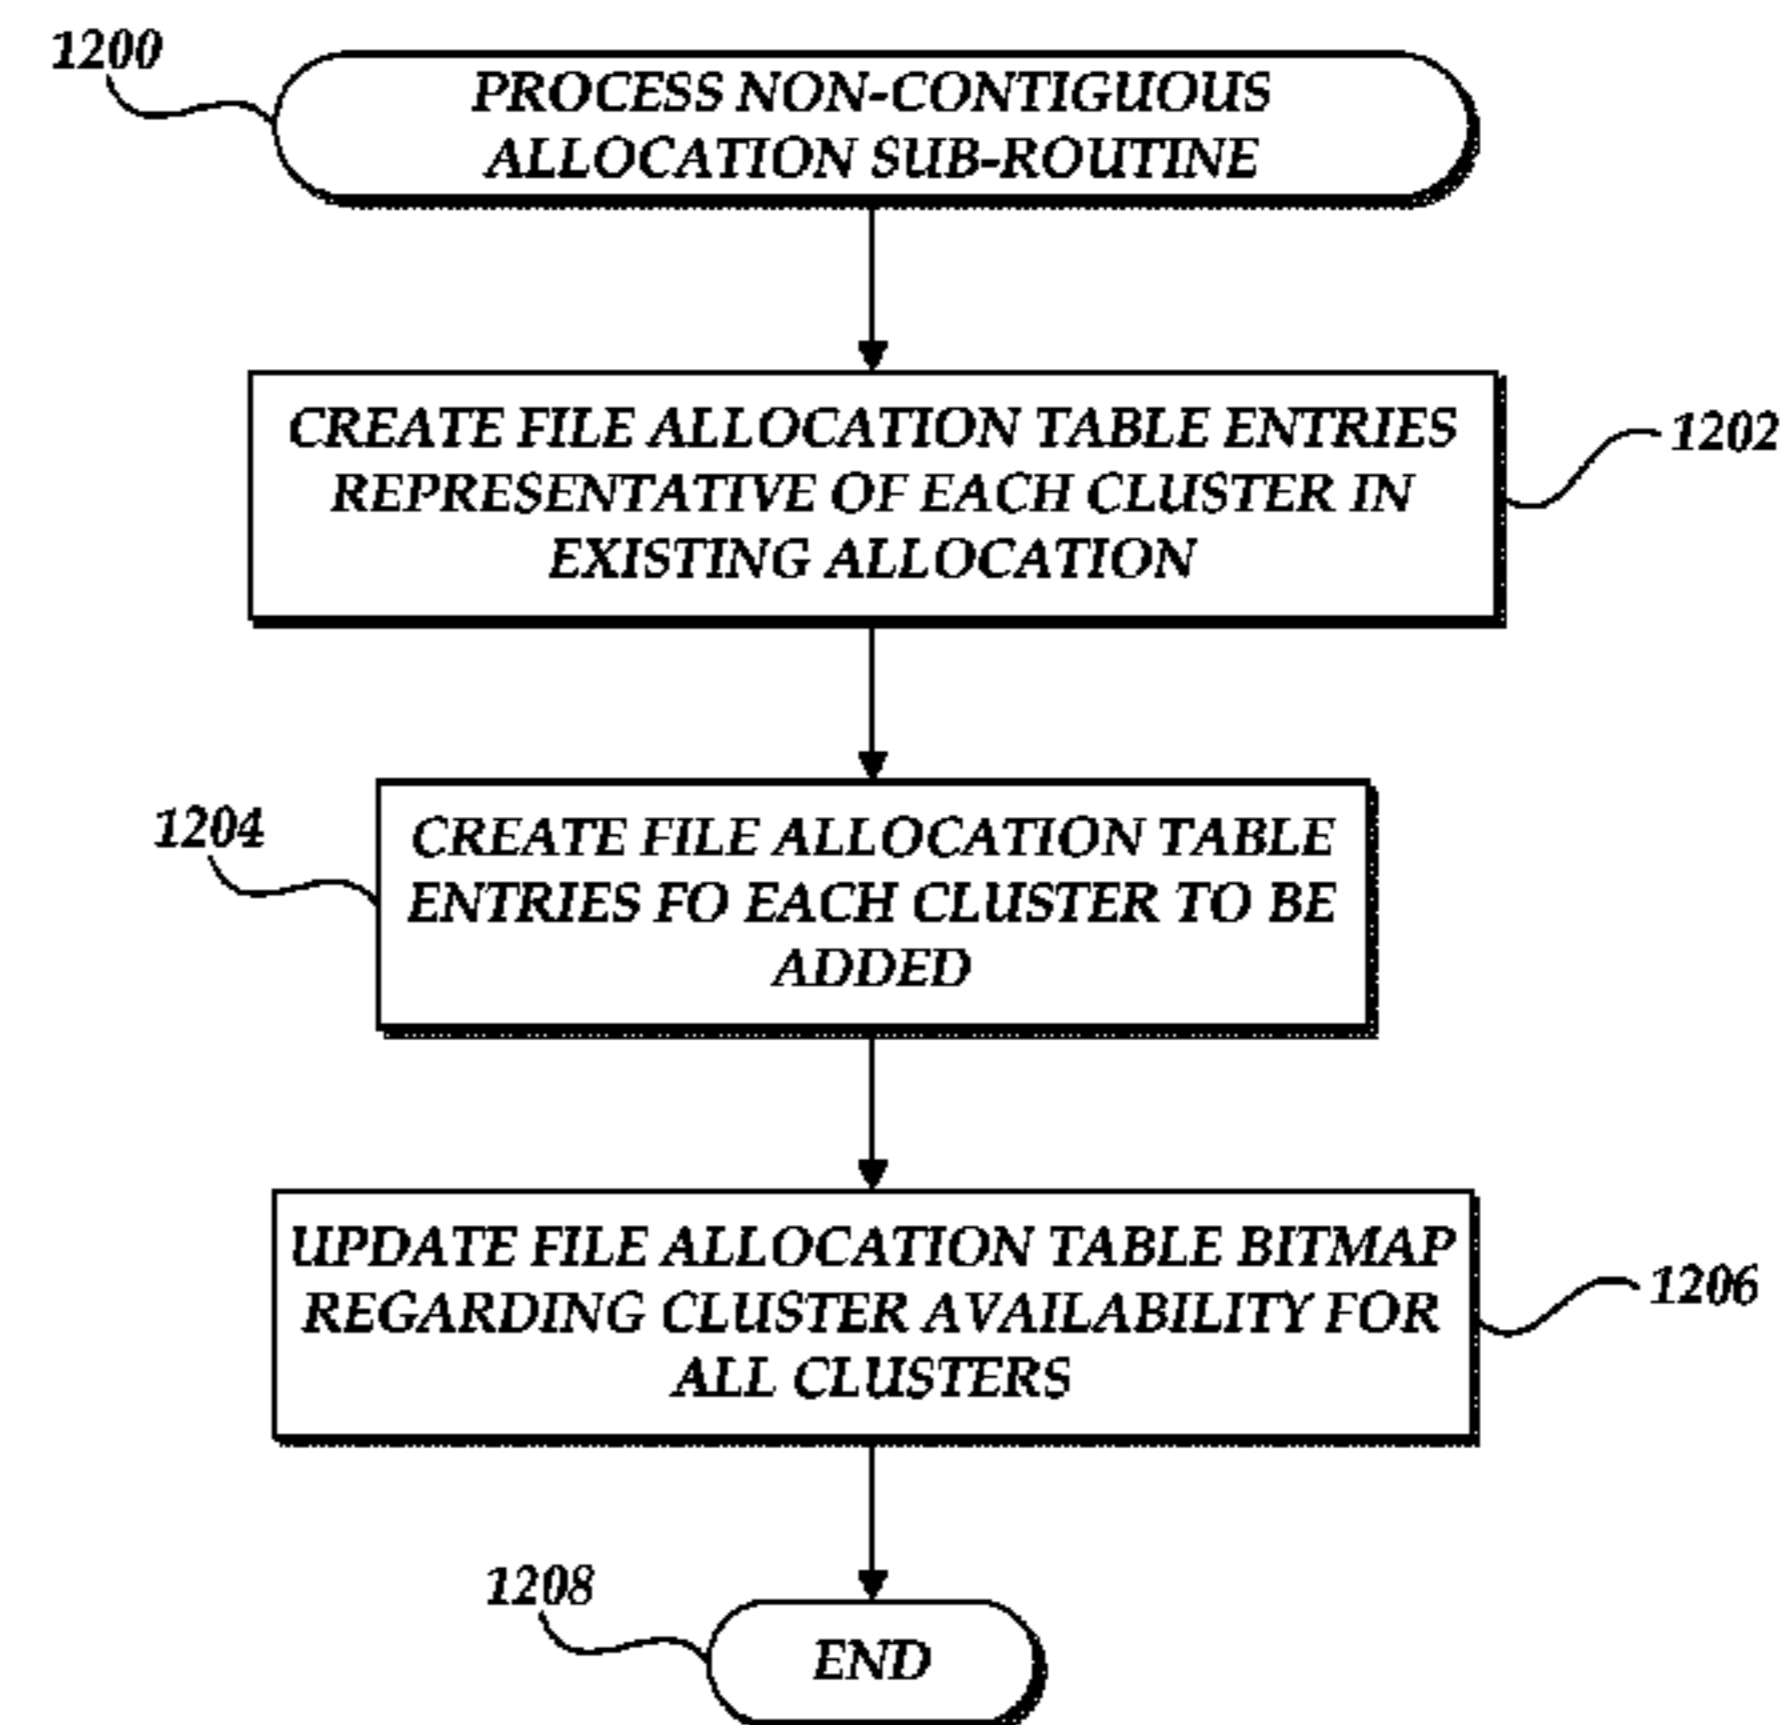 1200
PROCESS NON-CONTIGUOUS
ALLOCATION SUB-ROUTINE
CREATE FILE ALLOCATION TABLE ENTRIES
REPRESENTATIVE OF EACH CLUSTER IN
EXISTING ALLOCATION
1202
1204
CREATE FILE ALLOCATION TABLE
ENTRIES FO EACH CLUSTER TO BE
ADDED
UPDATE FILE ALLOCATION TABLE BITMAP
REGARDING CLUSTER AVAILABILITY FOR
ALL CLUSTERS
1206
1208
END